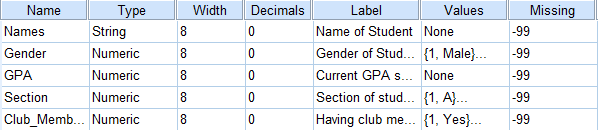 Name Type Width Decimals Label Values Missing
Names String 8 0 Name of Student None -99
Gender Numeric 8 0 Gender of Stud... {1, Male}... -99
GPA Numeric 8 0 Current GPA s... None -99
Section Numeric 8 0 Section of stud... {1, A}... -99
Club_Memb... Numeric 8 0 Having club me... {1, Yes}... -99